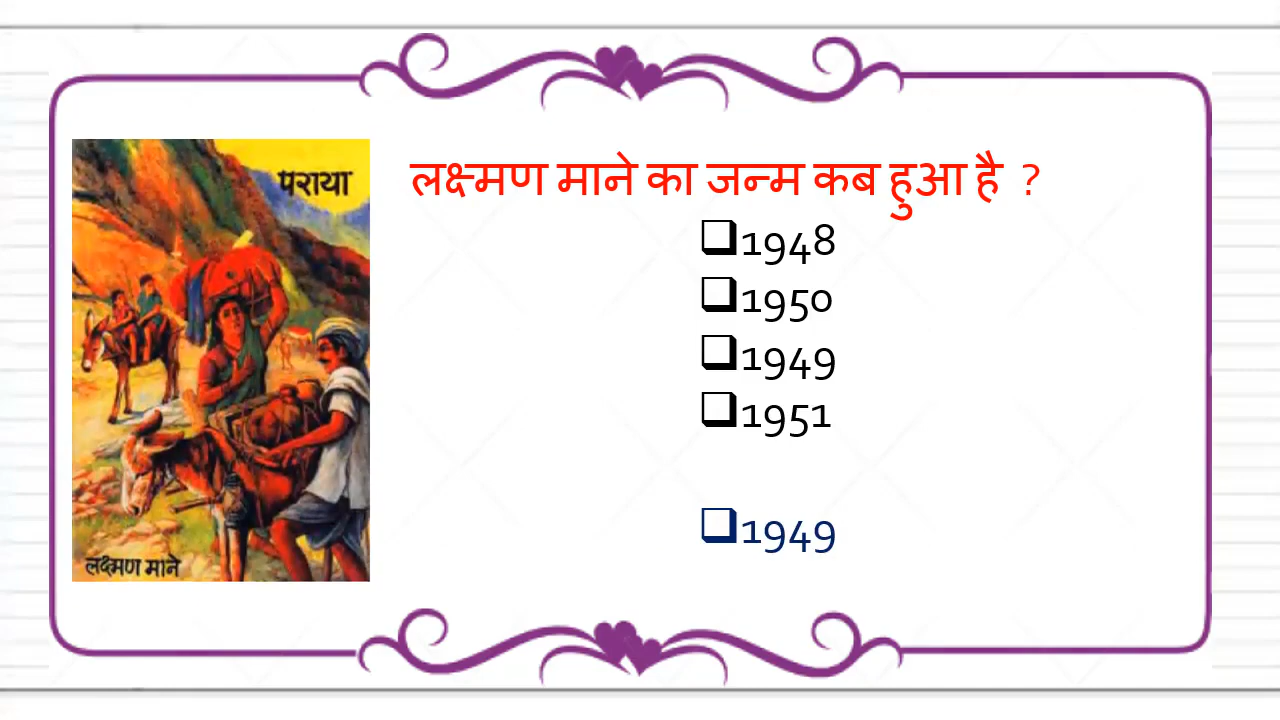 पराया
लक्ष्मण माने
लक्ष्मण माने का जन्म कब हुआ है ?
❑1948
❑1950
❑1949
❑1951
❑1949